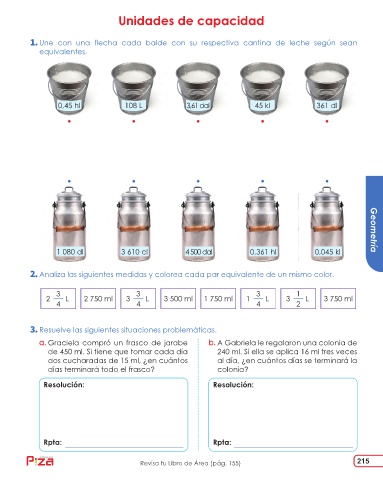 Unidades de capacidad
1. Une con una flecha cada balde con su respectiva cantina de leche según sean
equivalentes.
0,45 hl 108 L 3,61 dal 45 kl 361 dl
1 080 dl 3 610 cl 4 500 dal 0,361 hl 0,045 kl
Geometría
2. Analiza las siguientes medidas y colorea cada par equivalente de un mismo color.
2 3/4 L 2 750 ml 3 3/4 L 3 500 ml 1 750 ml 1 3/4 L 3 1/2 L 3 750 ml
3. Resuelve las siguientes situaciones problemáticas.
a. Graciela compró un frasco de jarabe
de 450 ml. Si tiene que tomar cada día
dos cucharadas de 15 ml, ¿en cuántos
días terminará todo el frasco?
Resolución:
Rpta:
b. A Gabriela le regalaron una colonia de
240 ml. Si ella se aplica 16 ml tres veces
al día, ¿en cuántos días se terminará la
colonia?
Resolución:
Rpta:
Piza
Revisa tu Libro de Área (pág. 155)
215